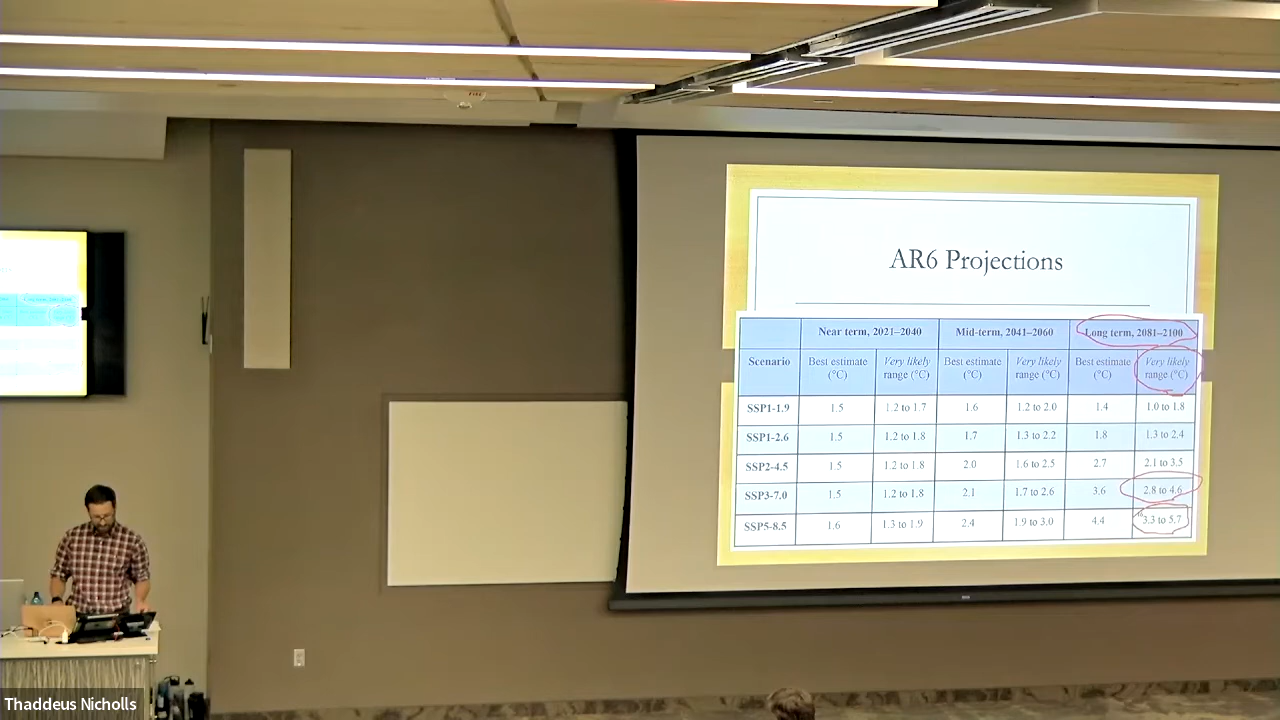 AR6 Projections
Near term, 2021–2040 Mid-term, 2041–2060 Long term, 2081–2100
Scenario Best estimate (°C) Very likely range (°C) Best estimate (°C) Very likely range (°C) Best estimate (°C) Very likely range (°C)
SSP1-1.9 1.5 1.2 to 1.7 1.6 1.2 to 2.0 1.4 1.0 to 1.8
SSP1-2.6 1.5 1.2 to 1.8 1.7 1.3 to 2.2 1.8 1.3 to 2.4
SSP2-4.5 1.5 1.2 to 1.8 2.0 1.6 to 2.5 2.7 2.1 to 3.5
SSP3-7.0 1.5 1.2 to 1.8 2.1 1.7 to 2.6 3.6 2.8 to 4.6
SSP5-8.5 1.6 1.3 to 1.9 2.4 1.9 to 3.0 4.4 3.3 to 5.7
Thaddeus Nicholls